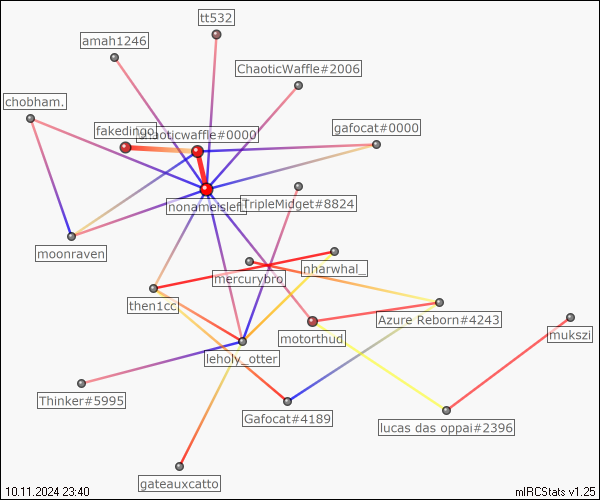 tt532
amah1246
ChaoticWaffle#2006
chobham.
gafocat#0000
fakedingo
chaoticwaffle#0000
nonameisleft
TripleMidget#8824
moonraven
nharwhal_
mercurybro
then1cc
Azure Reborn#4243
motorthud
mukszi
leholy_otter
Thinker#5995
Gafocat#4189
lucas das oppai#2396
gateauxcatto
10.11.2024 23:40
mIRCStats v1.25